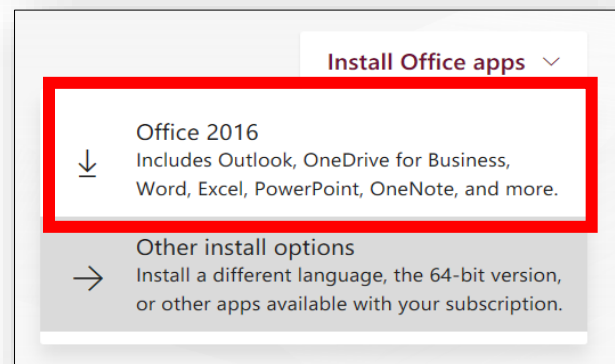 Install Office apps
Office 2016
Includes Outlook, OneDrive for Business,
Word, Excel, PowerPoint, OneNote, and more.
Other install options
Install a different language, the 64-bit version,
or other apps available with your subscription.